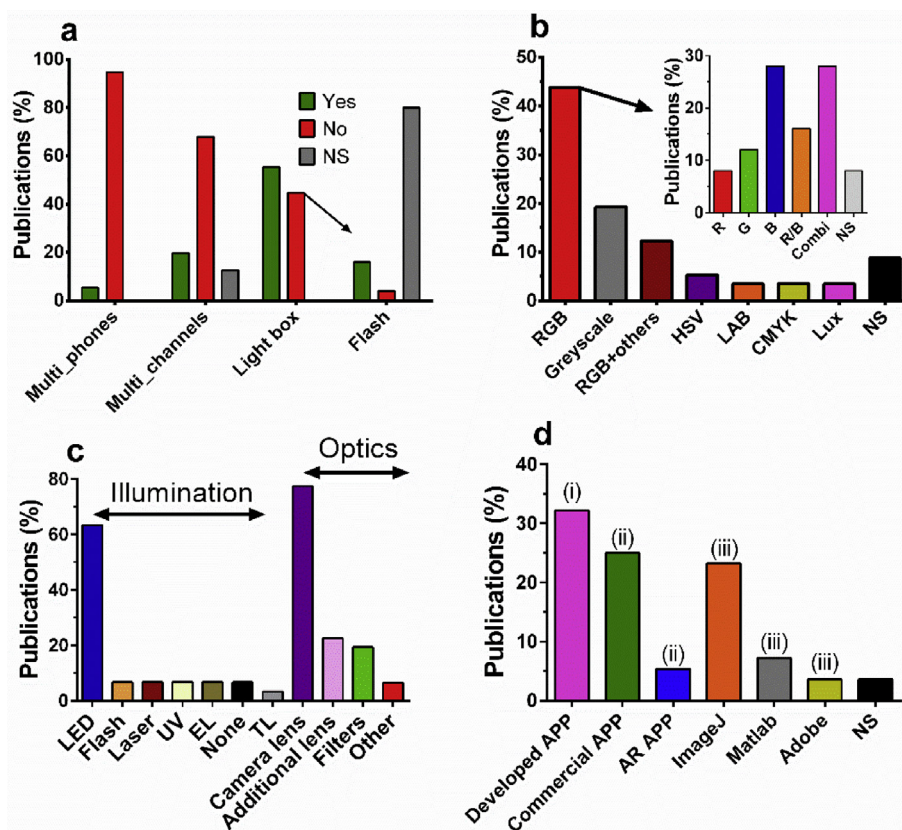 a
Publications (%)
100
80
60
40
20
0
Yes
No
NS
Multi_phones
Multi_channels
Light box
Flash
b
Publications (%)
50
40
30
20
10
0
RGB
Greyscale
RGB+others
HSV
LAB
CMYK
Lux
NS
Publications (%)
30
20
10
0
R
G
B
R/B
Combi
NS
c
Publications (%)
80
60
40
20
0
Illumination
Optics
LED
Flash
Laser
UV
EL
None
TL
Camera lens
Additional lens
Filters
Other
d
Publications (%)
40
30
20
10
0
(i)
(ii)
(ii)
(iii)
(iii)
(iii)
Developed APP
Commercial APP
AR APP
ImageJ
Matlab
Adobe
NS